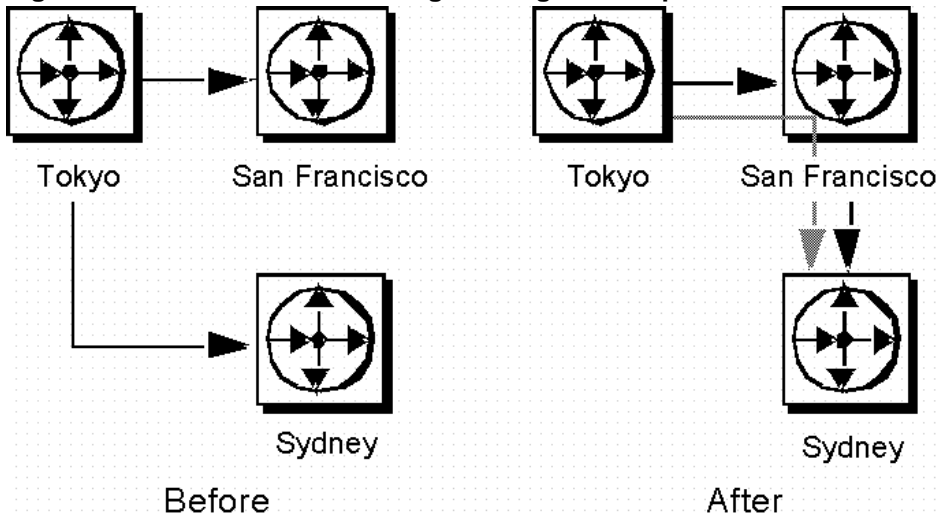 Tokyo
San Francisco
Sydney
Before
Tokyo
San Francisco
Sydney
After